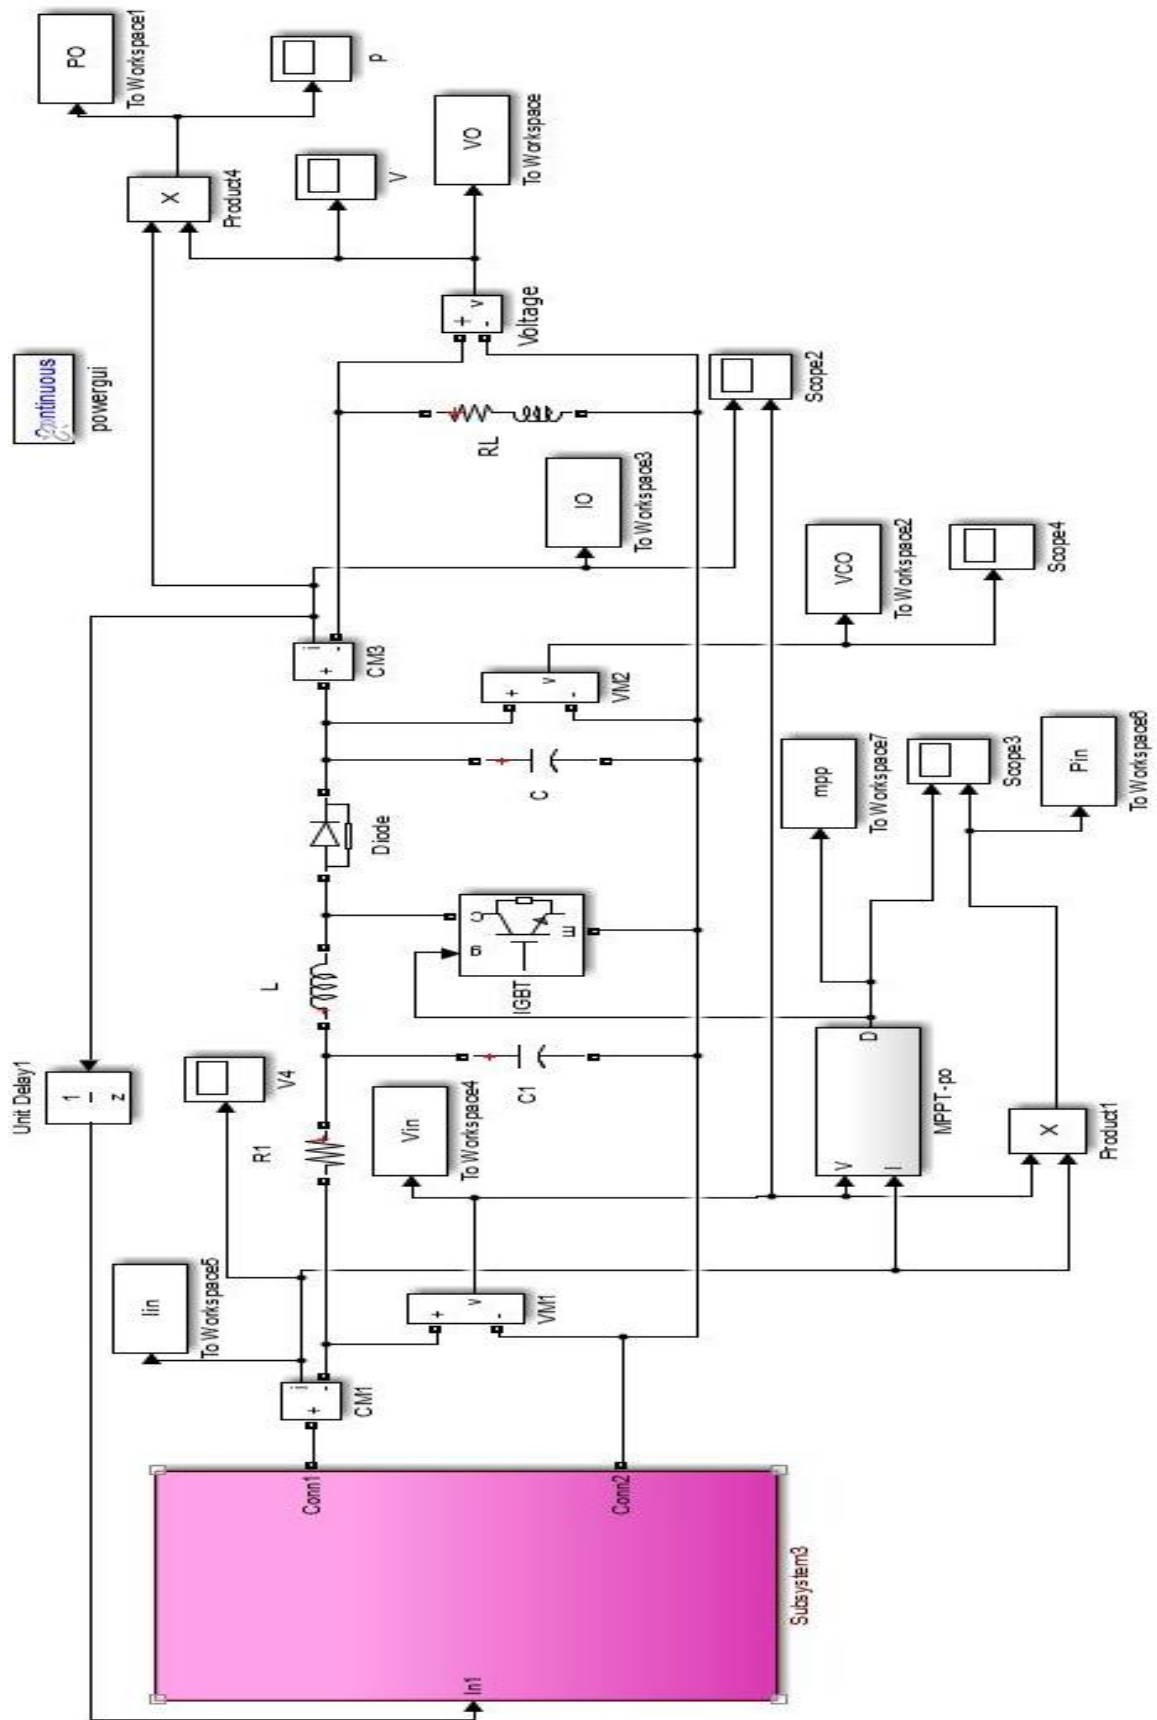 Continuous
powergui
Unit Delay1
1
z
Iin
To Workspace5
V4
PO
To Workspace1
X
Product4
p
V
VO
To Workspace
+
-
v
Voltage
Conn1
In1
Conn2
Subsystem3
+
i
-
CM1
R1
L
Diode
+
i
-
CM3
RL
+
-
v
VM1
Vin
To Workspace4
C1
g
C
E
IGBT
C
+
-
v
VM2
IO
To Workspace3
Scope2
V
I
D
MPPT-po
X
Product1
mpp
To Workspace7
Scope3
Pin
To Workspace6
VCO
To Workspace2
Scope4